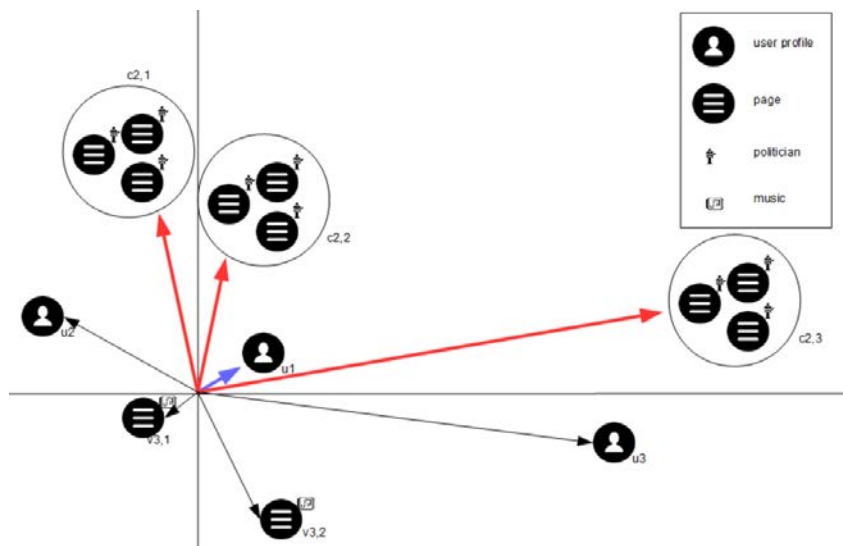 c2,1
user profile
page
politician
music
c2,2
c2,3
u2
u1
v3,1
u3
v3,2